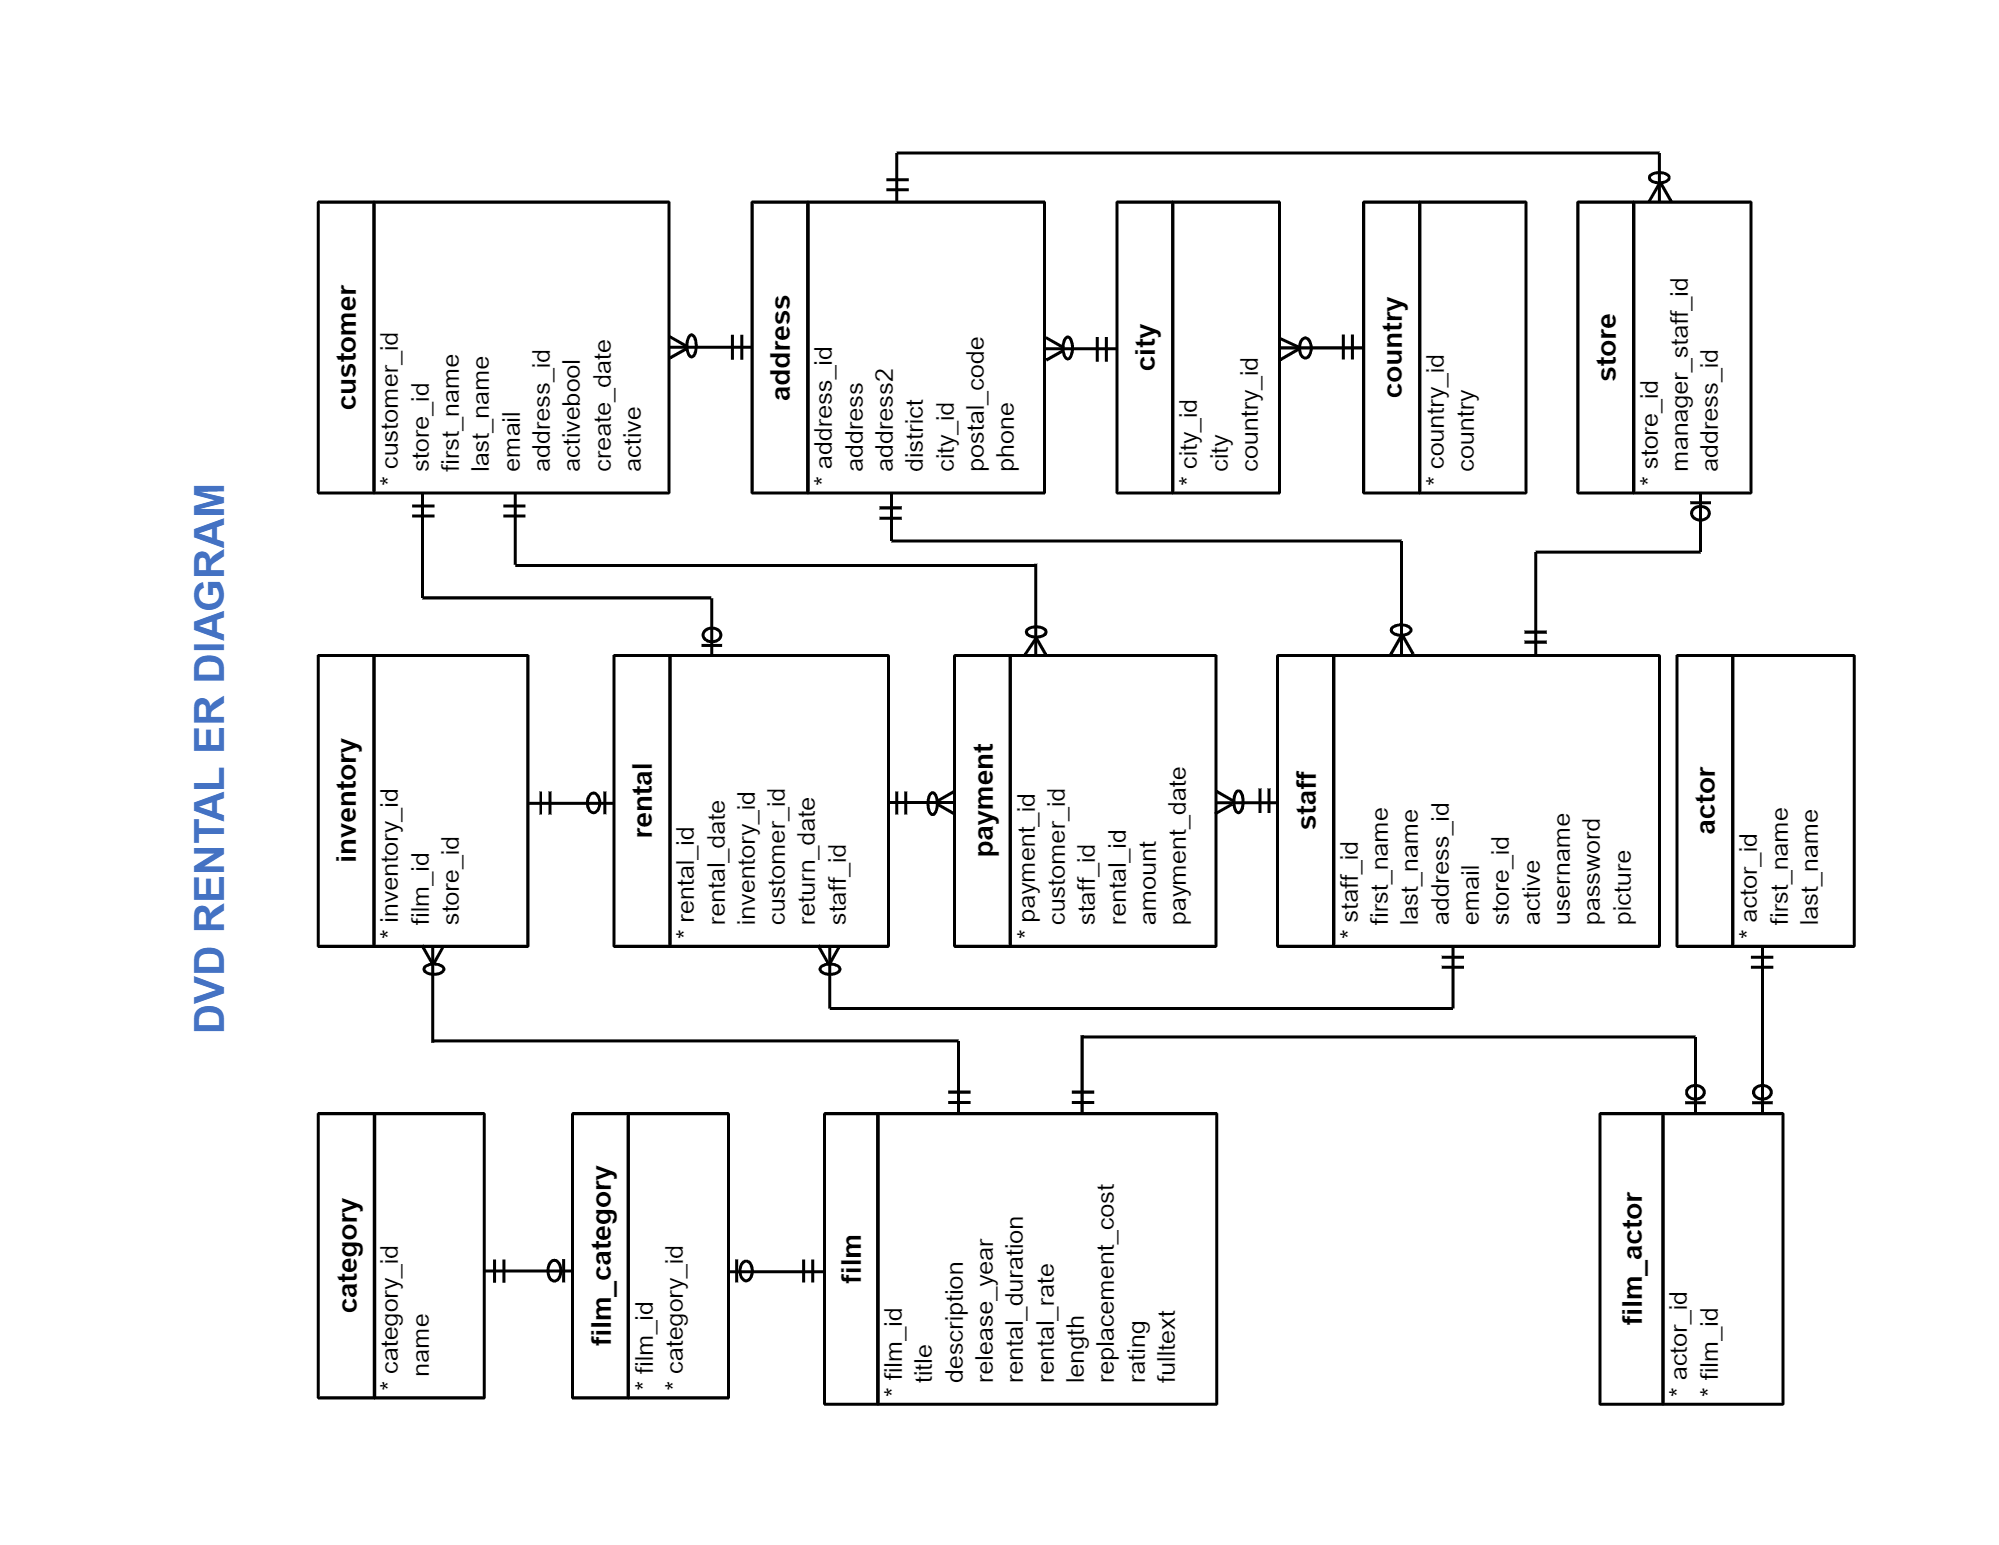 DVD RENTAL ER DIAGRAM
category
* category_id
name
film_category
* film_id
* category_id
film
* film_id
title
description
release_year
rental_duration
rental_rate
length
replacement_cost
rating
fulltext
film_actor
* actor_id
* film_id
inventory
* inventory_id
film_id
store_id
rental
* rental_id
rental_date
inventory_id
customer_id
return_date
staff_id
payment
* payment_id
customer_id
staff_id
rental_id
amount
payment_date
staff
* staff_id
first_name
last_name
address_id
email
store_id
active
username
password
picture
actor
* actor_id
first_name
last_name
customer
* customer_id
store_id
first_name
last_name
email
address_id
activebool
create_date
active
address
* address_id
address
address2
district
city_id
postal_code
phone
city
* city_id
city
country_id
country
* country_id
country
store
* store_id
manager_staff_id
address_id